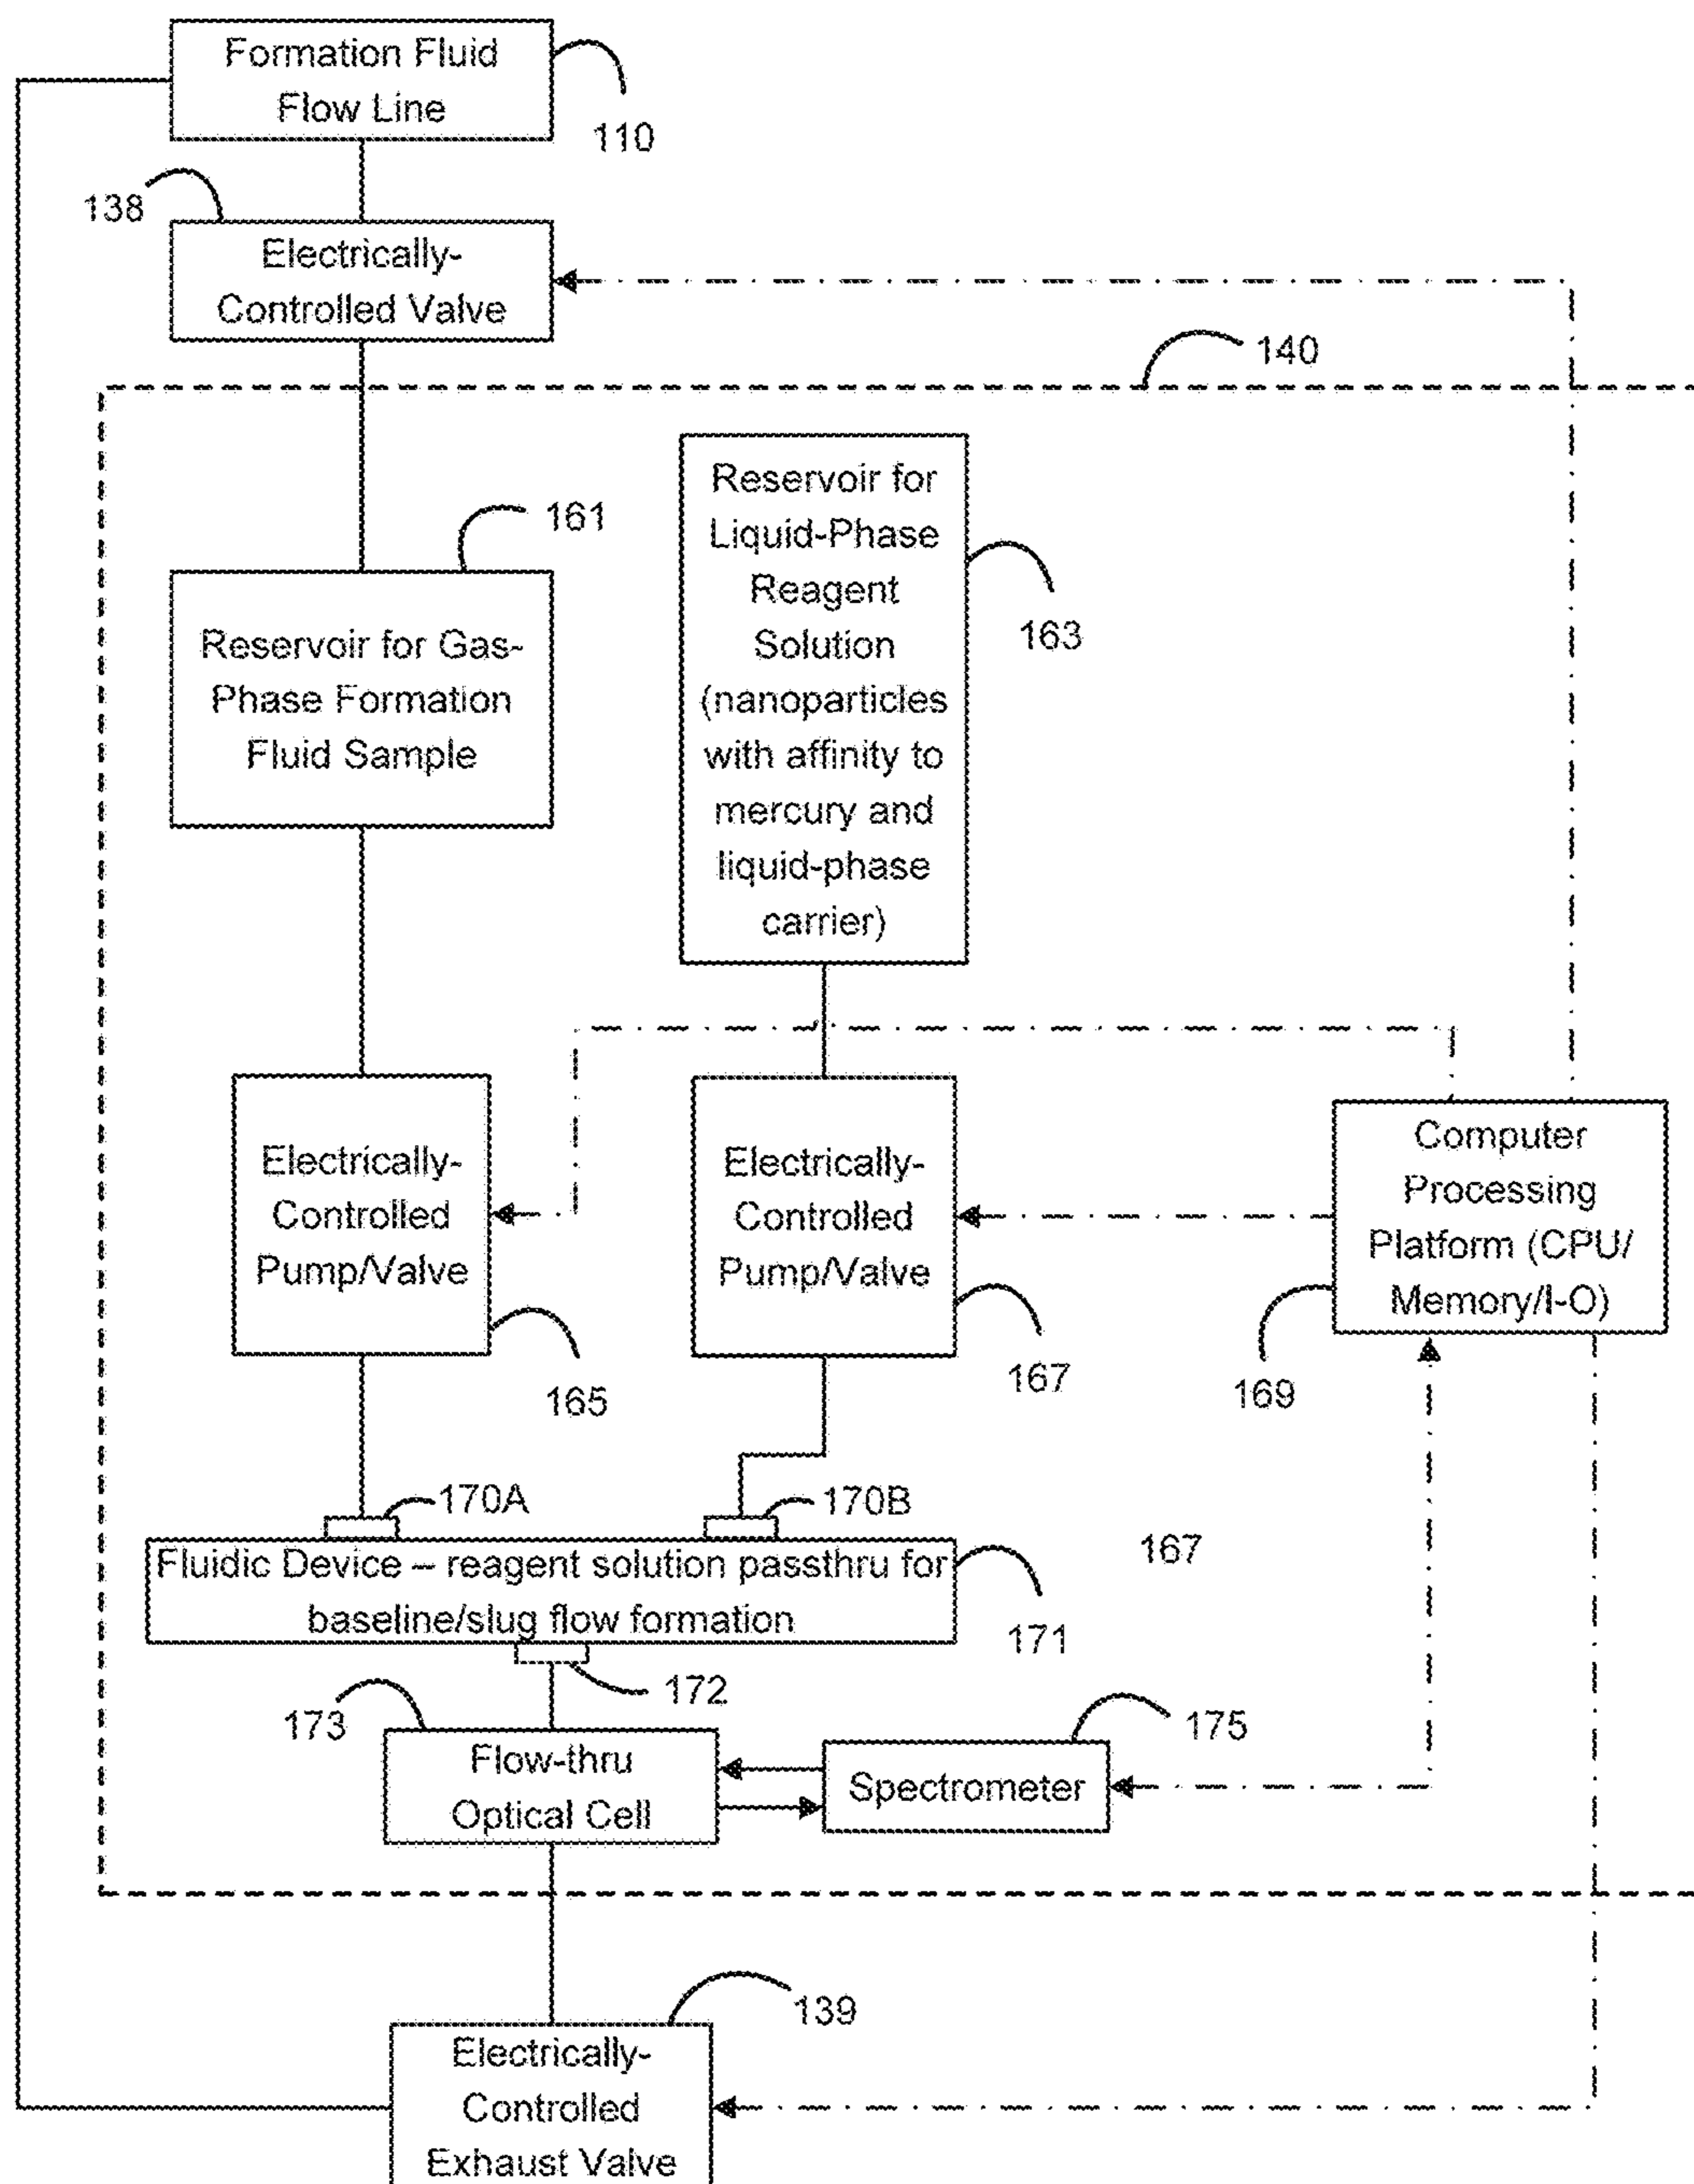 Formation Fluid
Flow Line
110
138
Electrically-
Controlled Valve
140
161
Reservoir for Gas-
Phase Formation
Fluid Sample
Reservoir for
Liquid-Phase
Reagent
Solution
(nanoparticles
with affinity to
mercury and
liquid-phase
carrier)
163
Electrically-
Controlled
Pump/Valve
165
Electrically-
Controlled
Pump/Valve
167
Computer
Processing
Platform (CPU/
Memory/I-O)
169
170A
170B
167
Fluidic Device – reagent solution passthru for
baseline/slug flow formation
171
172
173
Flow-thru
Optical Cell
175
Spectrometer
139
Electrically-
Controlled
Exhaust Valve